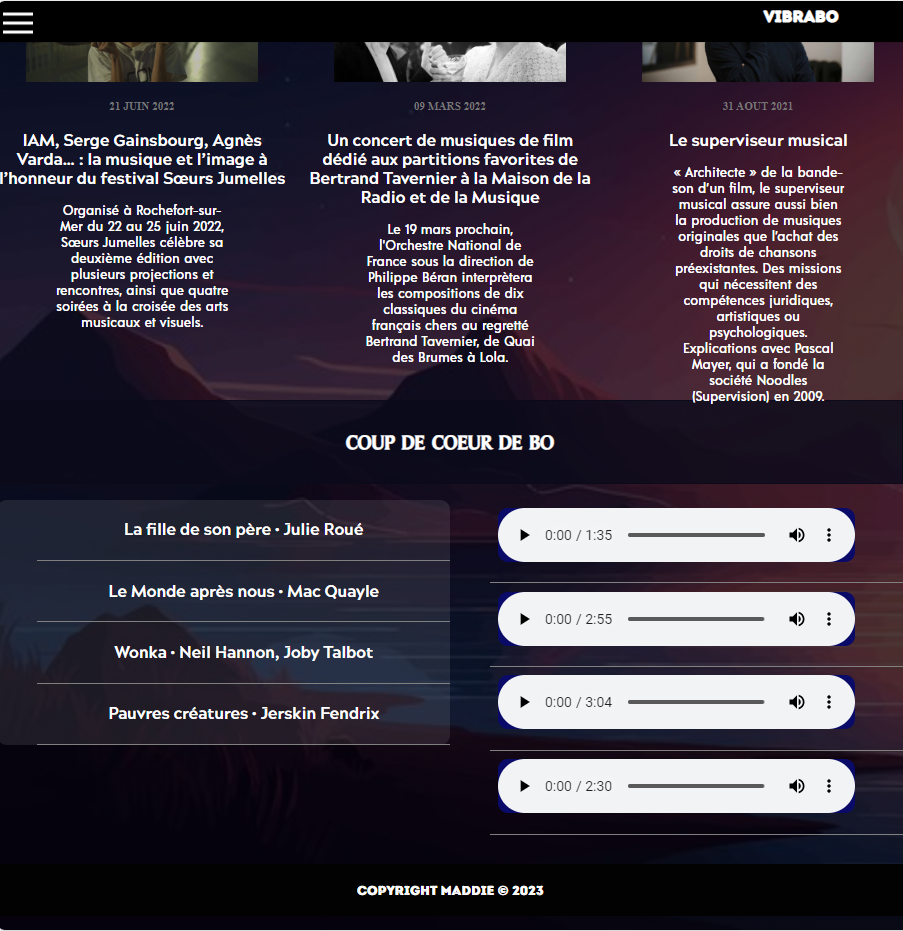 VIBRABO
21 JUIN 2022
IAM, Serge Gainsbourg, Agnès
Varda... : la musique et l'image à
l'honneur du festival Sœurs Jumelles
Organisé à Rochefort-sur-
Mer du 22 au 25 juin 2022,
Sœurs Jumelles célèbre sa
deuxième édition avec
plusieurs projections et
rencontres, ainsi que quatre
soirées à la croisée des arts
musicaux et visuels.
09 MARS 2022
Un concert de musiques de film
dédié aux partitions favorites de
Bertrand Tavernier à la Maison de la
Radio et de la Musique
Le 19 mars prochain,
l'Orchestre National de
France sous la direction de
Philippe Béran interprètera
les compositions de dix
classiques du cinéma
français chers au regretté
Bertrand Tavernier, de Quai
des Brumes à Lola.
31 AOUT 2021
Le superviseur musical
« Architecte » de la bande-
son d'un film, le superviseur
musical assure aussi bien
la production de musiques
originales que l'achat des
droits de chansons
préexistantes. Des missions
qui nécessitent des
compétences juridiques,
artistiques ou
psychologiques.
Explications avec Pascal
Mayer, qui a fondé la
société Noodles
(Supervision) en 2009.
COUP DE COEUR DE BO
La fille de son père • Julie Roué
Le Monde après nous • Mac Quayle
Wonka • Neil Hannon, Joby Talbot
Pauvres créatures • Jerskin Fendrix
0:00 / 1:35
0:00 / 2:55
0:00 / 3:04
0:00 / 2:30
COPYRIGHT MADDIE © 2023